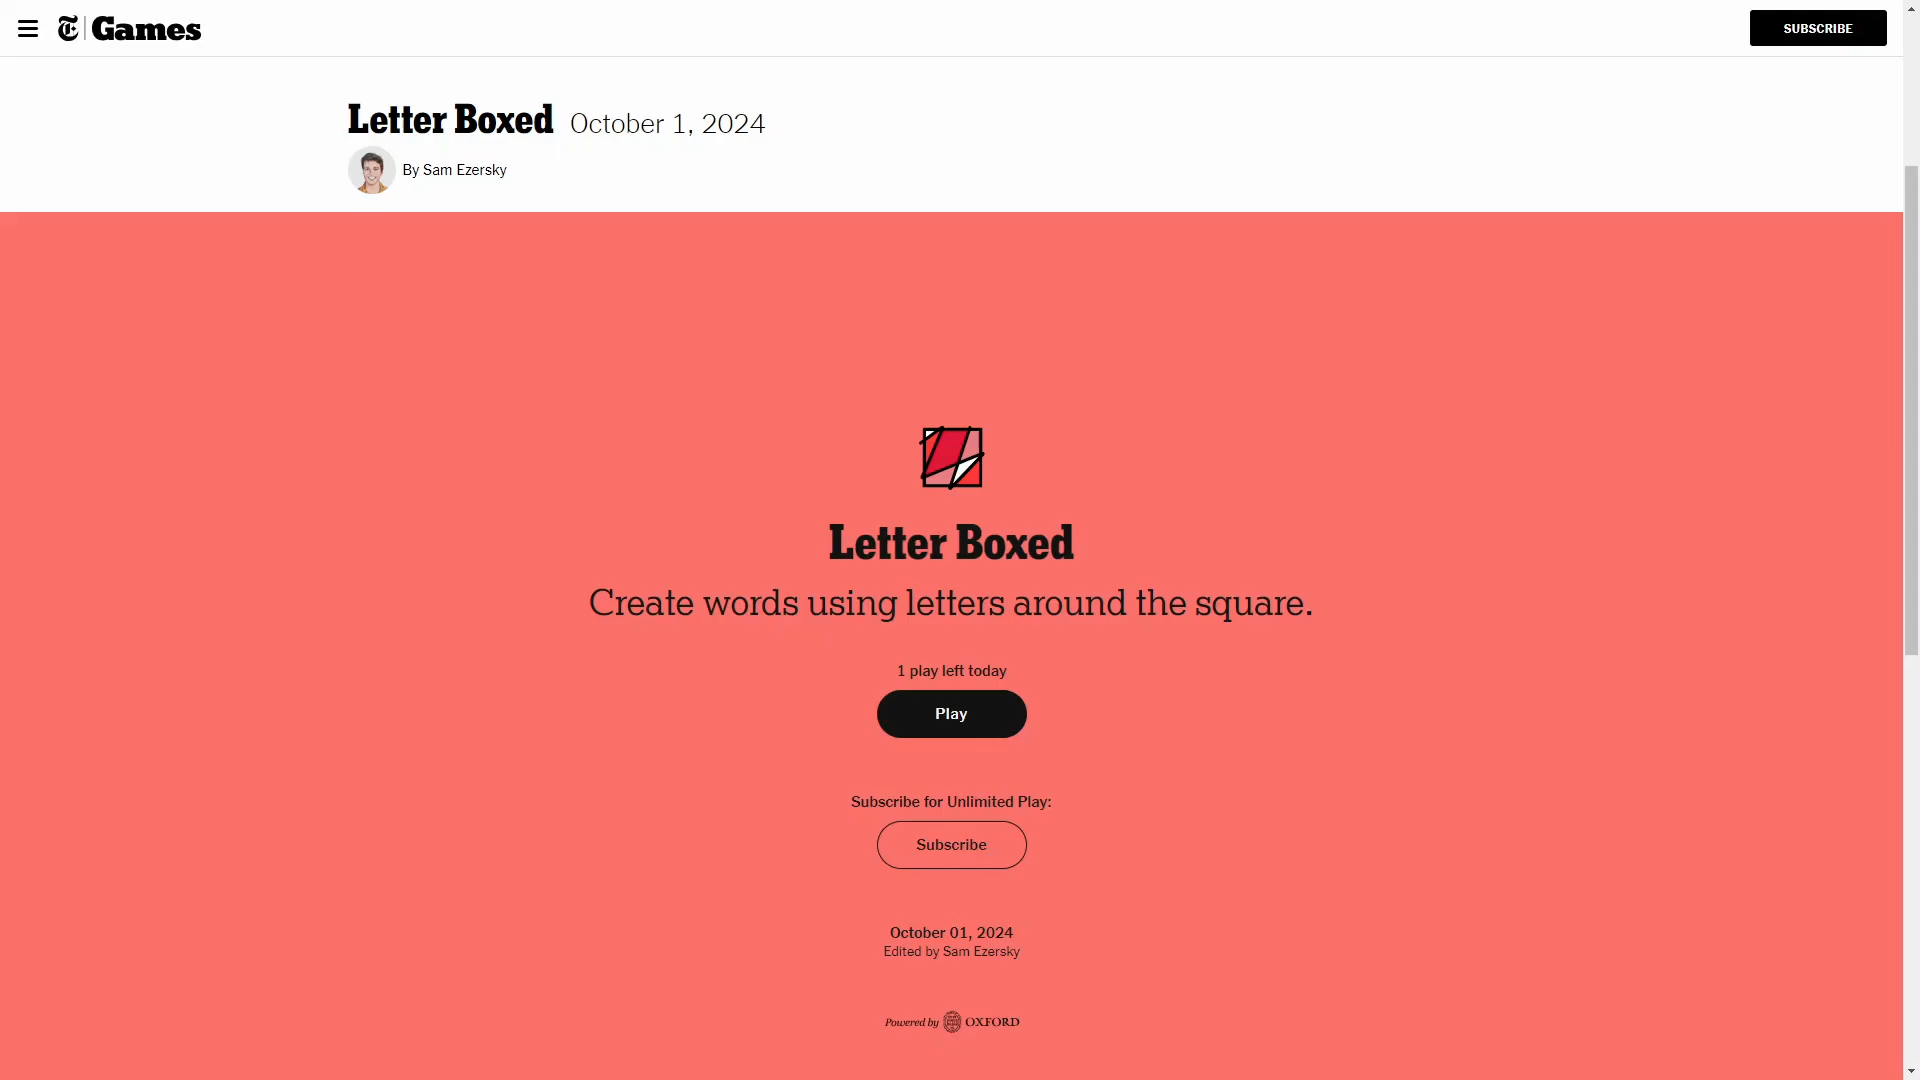 T Games
SUBSCRIBE
Letter Boxed October 1, 2024
By Sam Ezersky
Letter Boxed
Create words using letters around the square.
1 play left today
Play
Subscribe for Unlimited Play:
Subscribe
October 01, 2024
Edited by Sam Ezersky
Powered by OXFORD